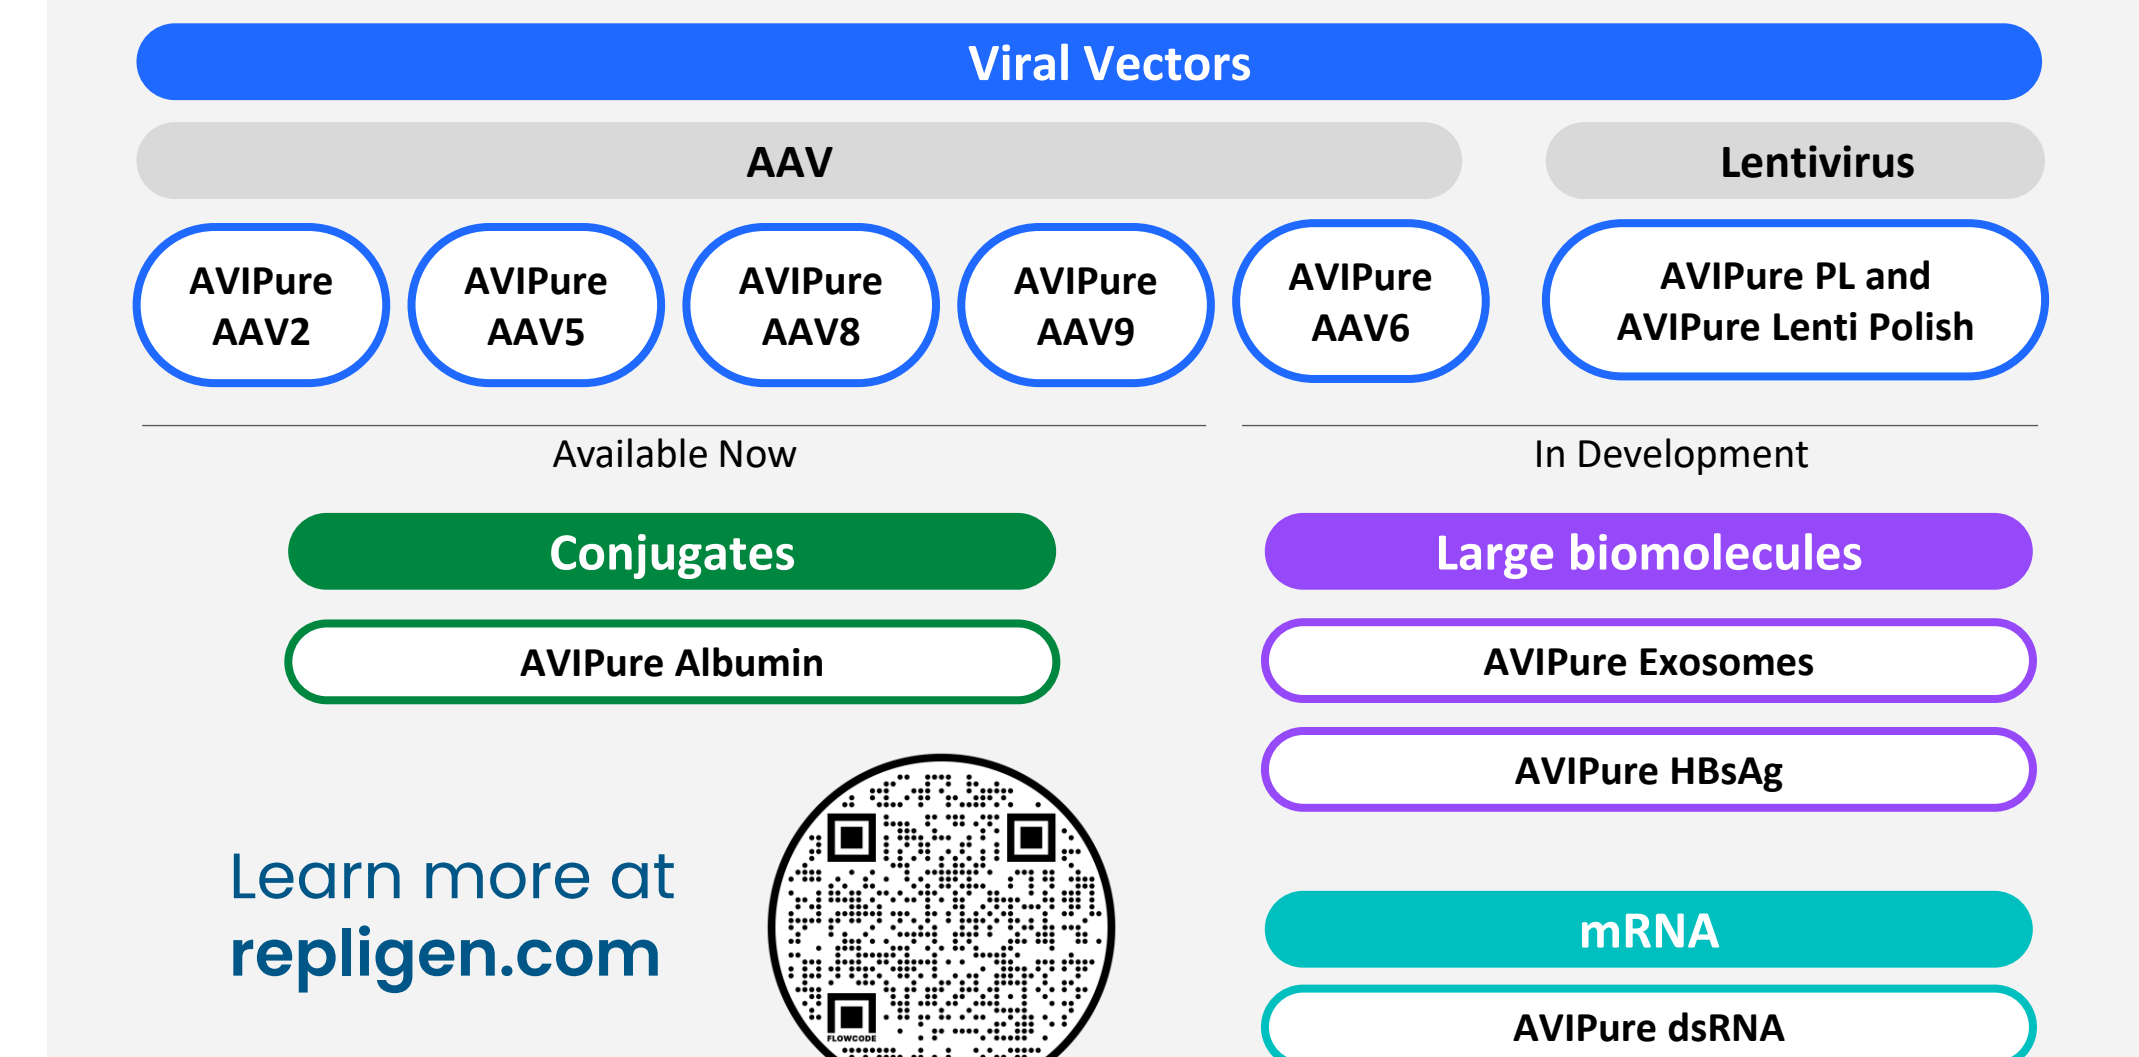 Viral Vectors
AAV
Lentivirus
AVIPure
AAV2
AVIPure
AAV5
AVIPure
AAV8
AVIPure
AAV9
AVIPure
AAV6
AVIPure PL and
AVIPure Lenti Polish
Available Now
In Development
Conjugates
AVIPure Albumin
Large biomolecules
AVIPure Exosomes
AVIPure HBsAg
Learn more at
repligen.com
FLOWCODE
mRNA
AVIPure dsRNA